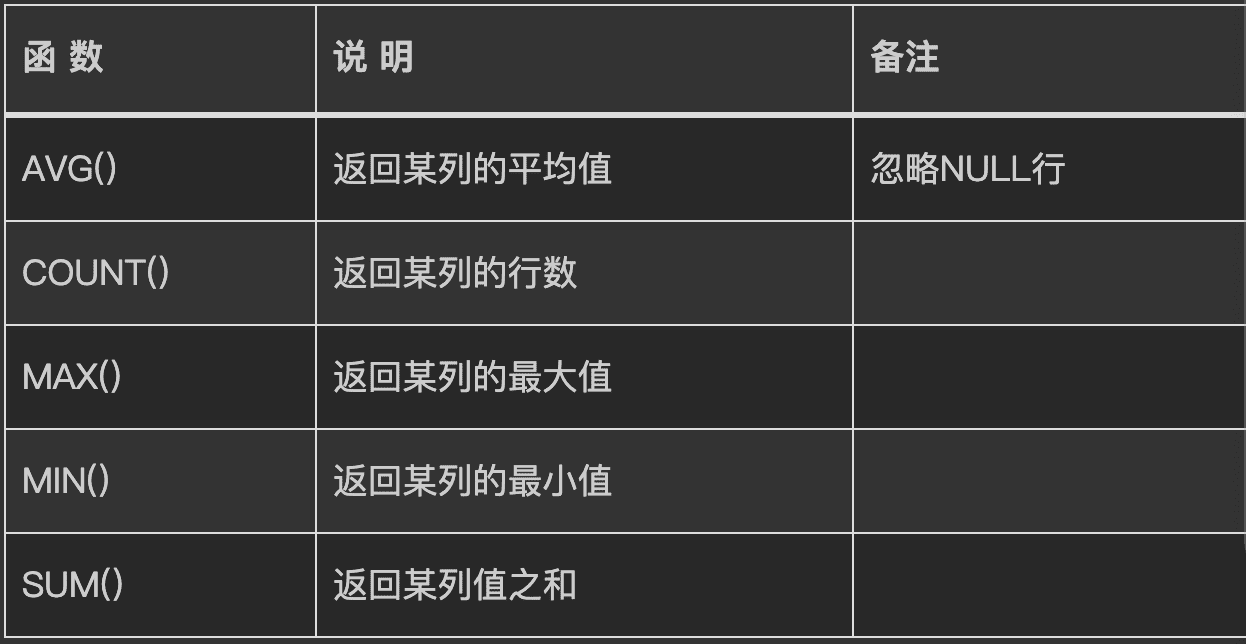 函 数 说 明 备注
AVG() 返回某列的平均值 忽略NULL行
COUNT() 返回某列的行数
MAX() 返回某列的最大值
MIN() 返回某列的最小值
SUM() 返回某列值之和